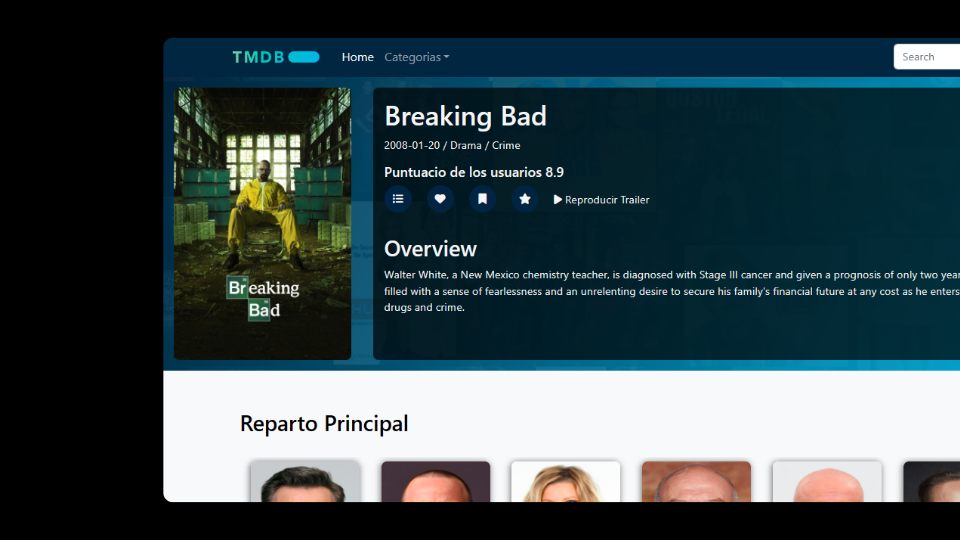 TMDB
Home
Categorias
Search
Breaking Bad
2008-01-20 / Drama / Crime
Puntuacio de los usuarios 8.9
Reproducir Trailer
Overview
Walter White, a New Mexico chemistry teacher, is diagnosed with Stage III cancer and given a prognosis of only two
filled with a sense of fearlessness and an unrelenting desire to secure his family's financial future at any cost as he enters
drugs and crime.
Breaking
Bad
Reparto Principal